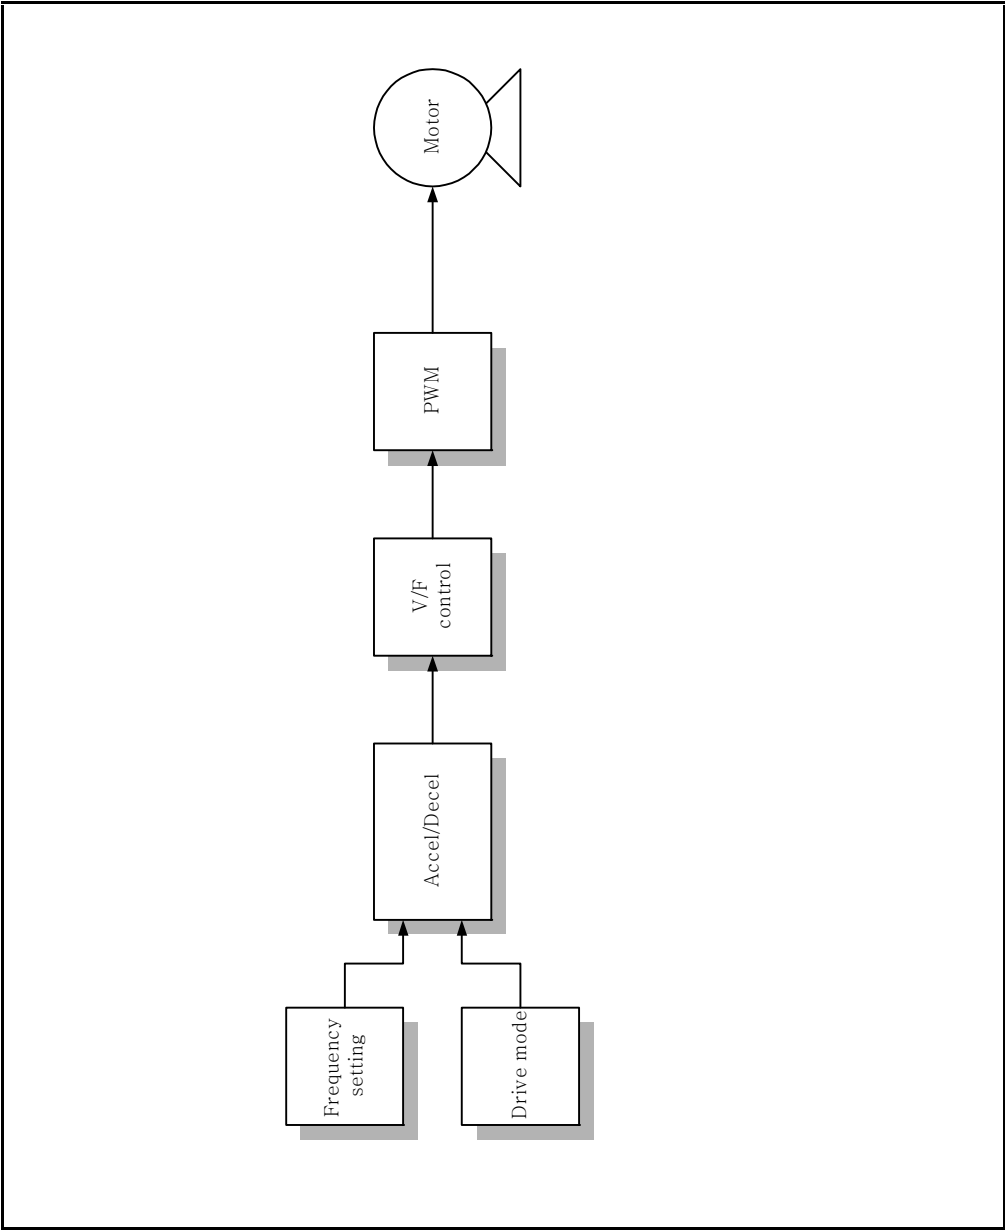 Frequency
setting
Drive mode
Accel/Decel
V/F
control
PWM
Motor